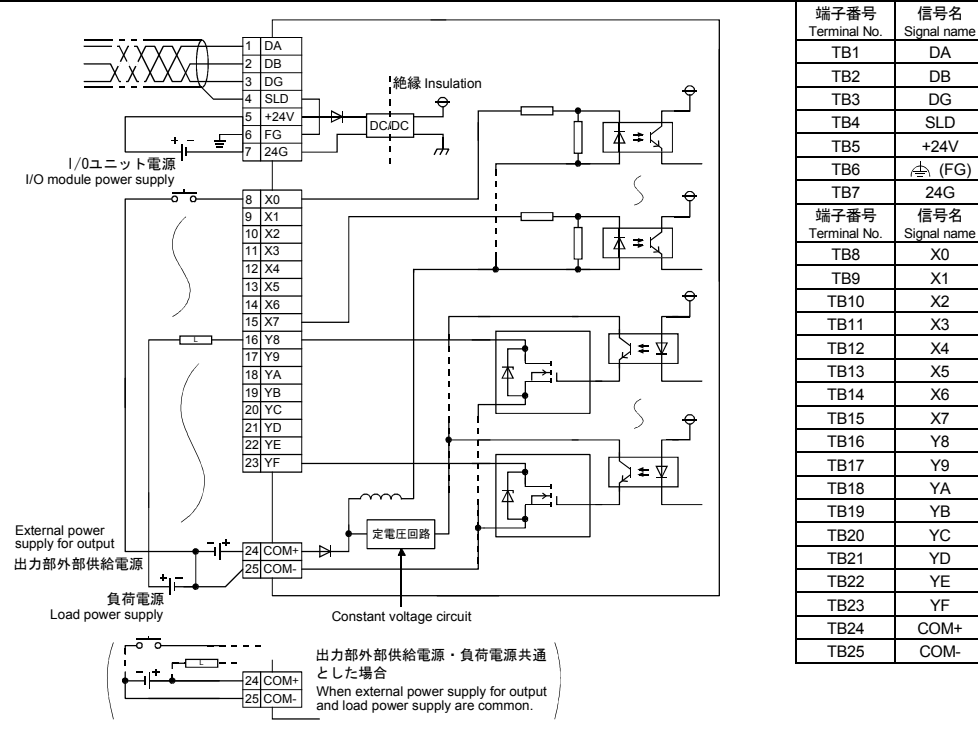 1 DA
2 DB
3 DG
4 SLD
5 +24V
6 FG
7 24G
絶縁 Insulation
DC/DC
I/Oユニット電源
I/O module power supply
8 X0
9 X1
10 X2
11 X3
12 X4
13 X5
14 X6
15 X7
16 Y8
17 Y9
18 YA
19 YB
20 YC
21 YD
22 YE
23 YF
L
External power
supply for output
出力部外部供給電源
24 COM+
25 COM-
定電圧回路
負荷電源
Load power supply
Constant voltage circuit
L
24 COM+
25 COM-
出力部外部供給電源・負荷電源共通
とした場合
When external power supply for output
and load power supply are common.
端子番号 信号名
Terminal No. Signal name
TB1 DA
TB2 DB
TB3 DG
TB4 SLD
TB5 +24V
TB6 (FG)
TB7 24G
端子番号 信号名
Terminal No. Signal name
TB8 X0
TB9 X1
TB10 X2
TB11 X3
TB12 X4
TB13 X5
TB14 X6
TB15 X7
TB16 Y8
TB17 Y9
TB18 YA
TB19 YB
TB20 YC
TB21 YD
TB22 YE
TB23 YF
TB24 COM+
TB25 COM-